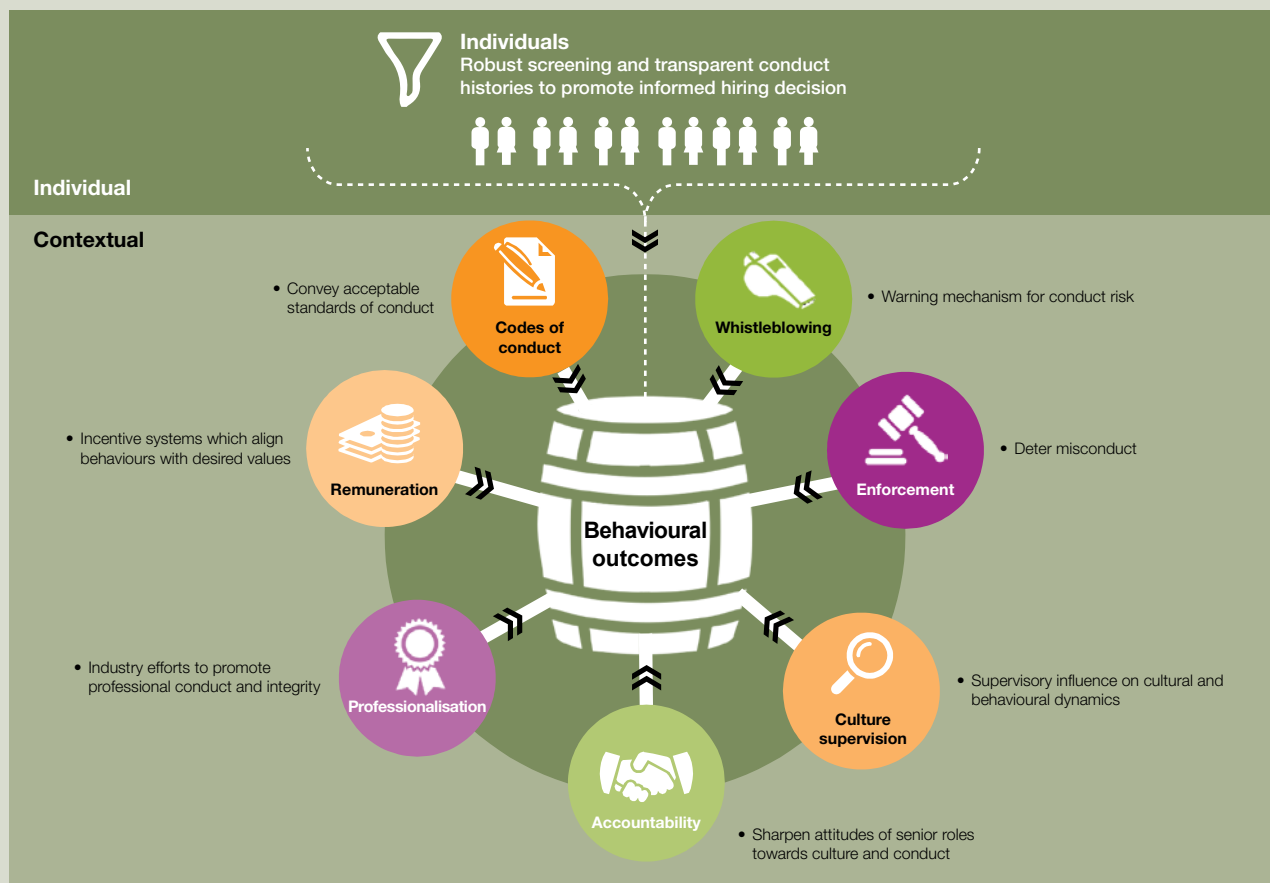 Individuals
Robust screening and transparent conduct
histories to promote informed hiring decision
Individual
Contextual
• Convey acceptable
standards of conduct
Codes of
conduct
Whistleblowing
• Warning mechanism for conduct risk
• Incentive systems which align
behaviours with desired values
Remuneration
Enforcement
• Deter misconduct
Behavioural
outcomes
• Industry efforts to promote
professional conduct and integrity
Professionalisation
Culture
supervision
• Supervisory influence on cultural and
behavioural dynamics
Accountability
• Sharpen attitudes of senior roles
towards culture and conduct